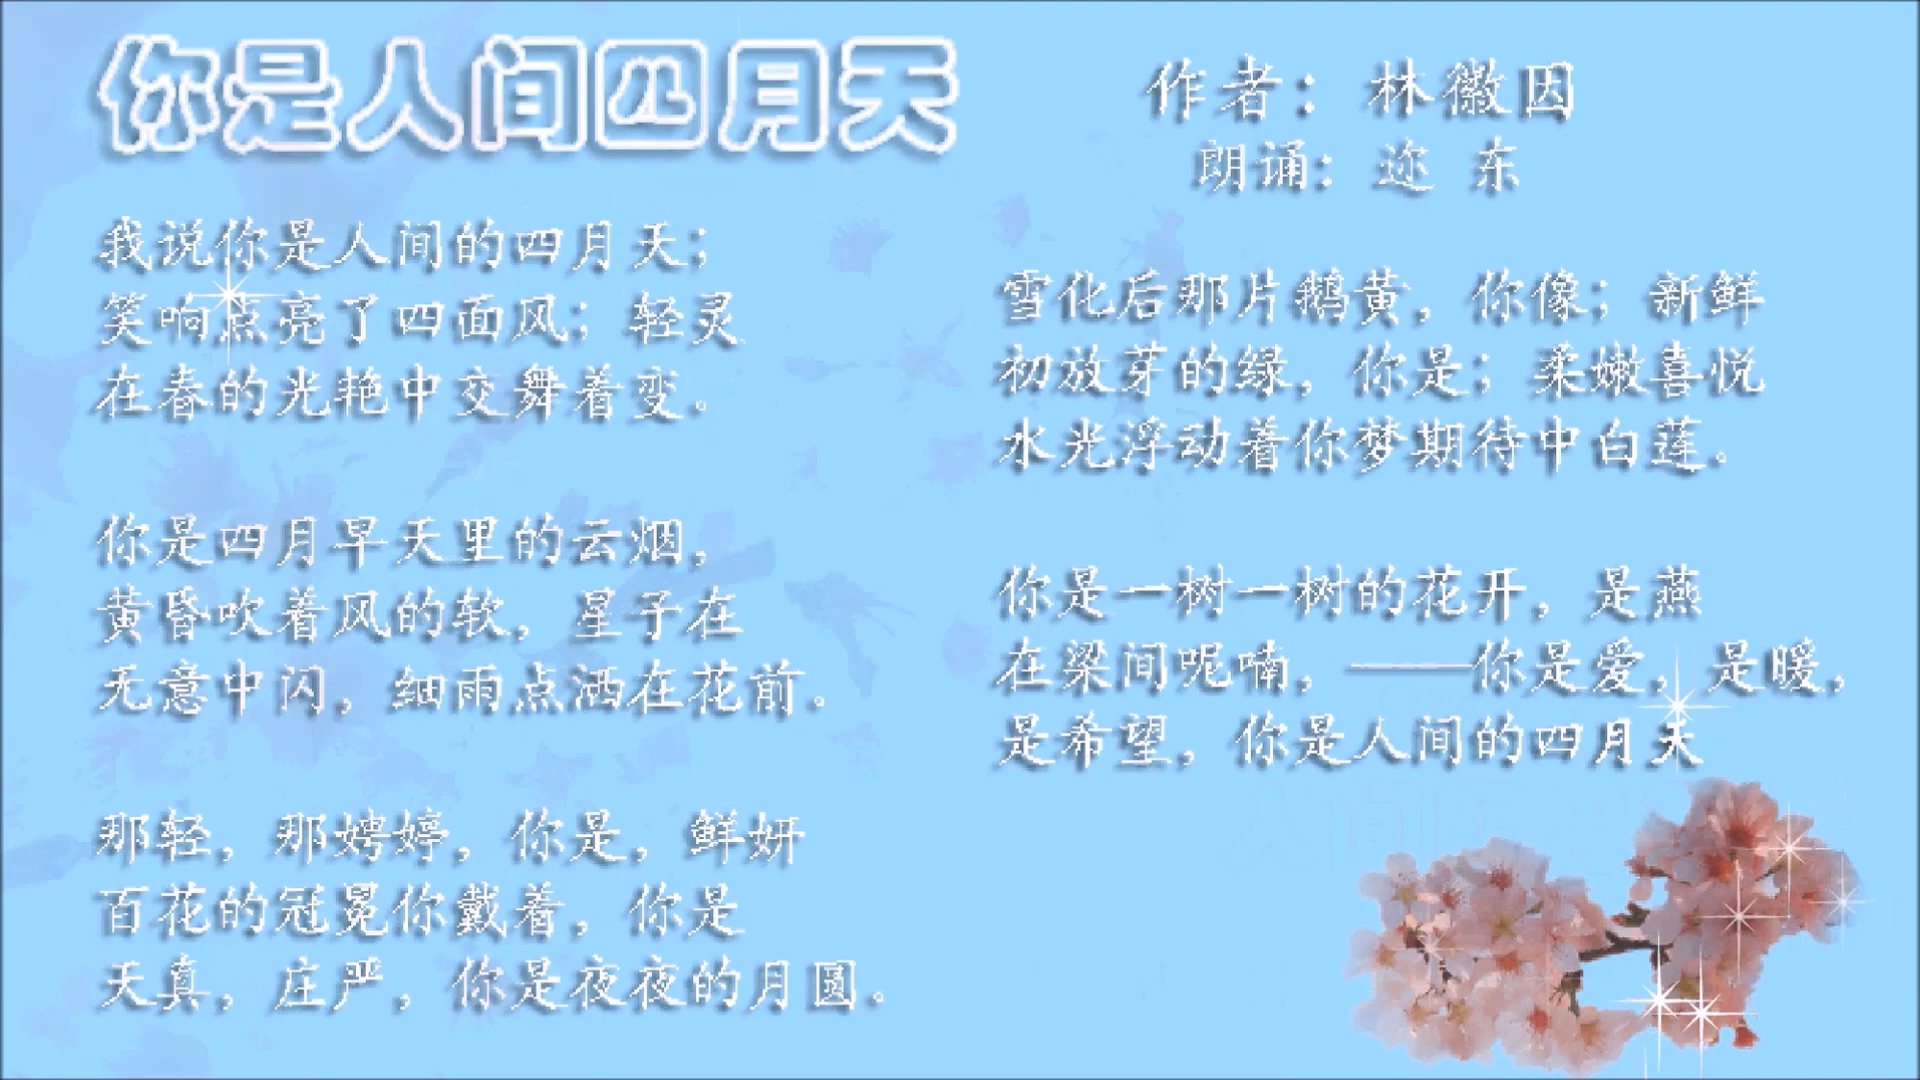 你是人间四月天
作者：林徽因
朗诵：迩 东
我说你是人间的四月天；
笑响点亮了四面风；轻灵
在春的光艳中交舞着变。
你是四月早天里的云烟，
黄昏吹着风的软，星子在
无意中闪，细雨点洒在花前。
那轻，那娉婷，你是，鲜妍
百花的冠冕你戴着，你是
天真，庄严，你是夜夜的月圆。
雪化后那片鹅黄，你像；新鲜
初放芽的绿，你是；柔嫩喜悦
水光浮动着你梦期待中白莲。
你是一树一树的花开，是燕
在梁间呢喃，——你是爱，是暖，
是希望，你是人间的四月天